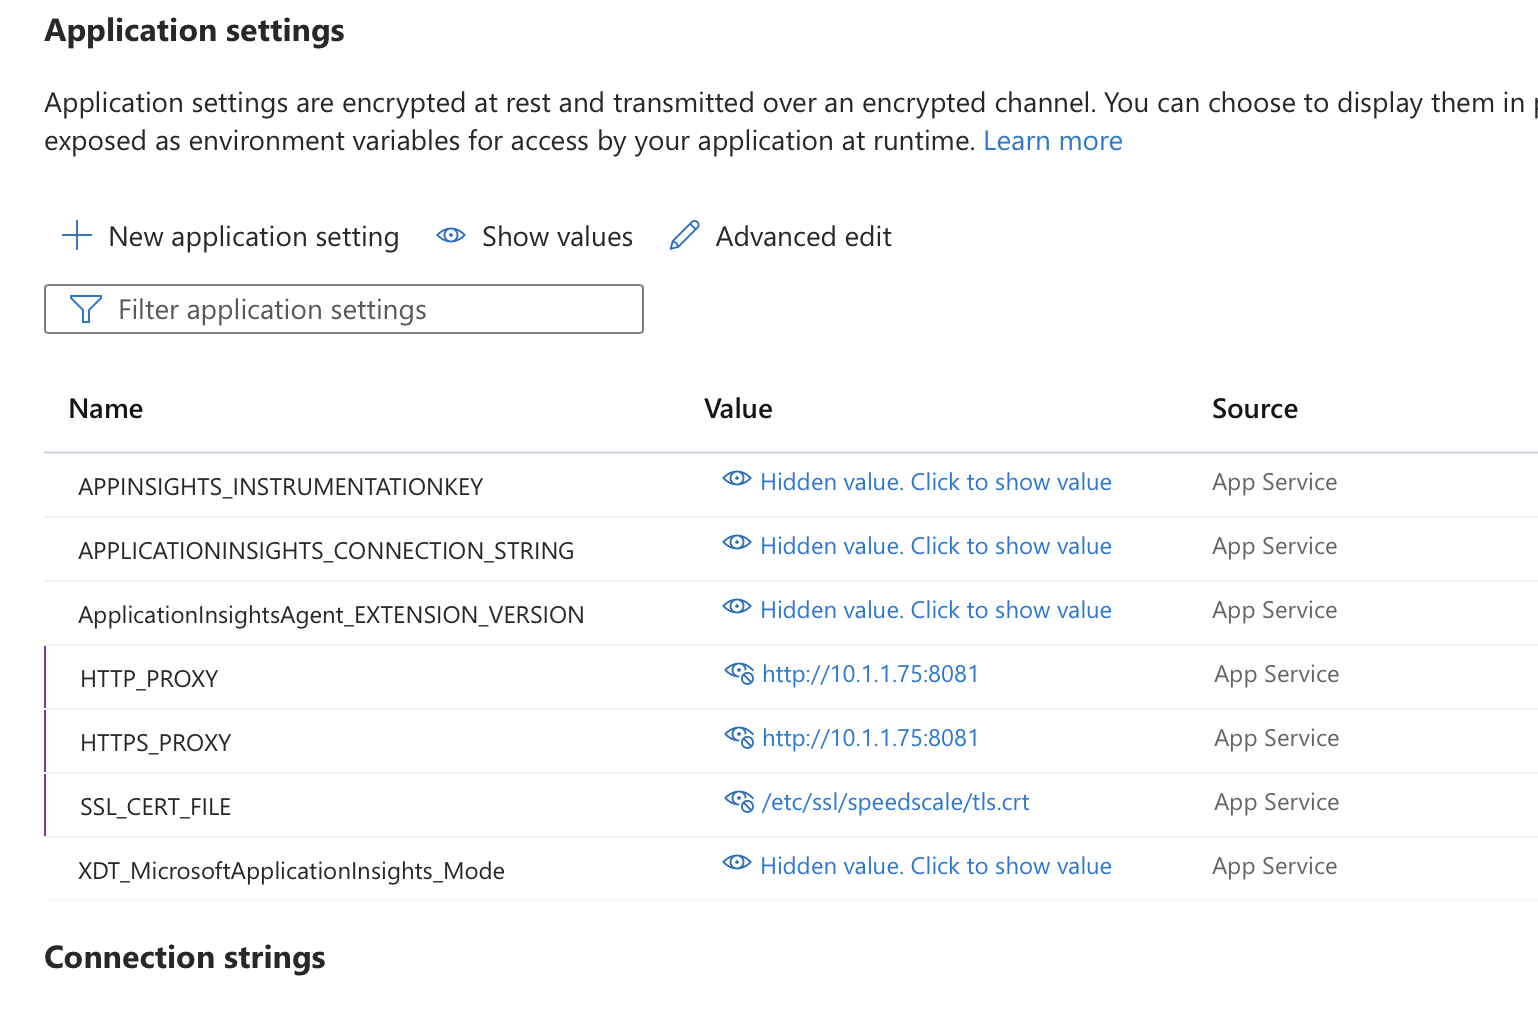 Application settings
Application settings are encrypted at rest and transmitted over an encrypted channel. You can choose to display them in
exposed as environment variables for access by your application at runtime. Learn more
New application setting Show values Advanced edit
Filter application settings
Name Value Source
APPINSIGHTS_INSTRUMENTATIONKEY Hidden value. Click to show value App Service
APPLICATIONINSIGHTS_CONNECTION_STRING Hidden value. Click to show value App Service
ApplicationInsightsAgent_EXTENSION_VERSION Hidden value. Click to show value App Service
HTTP_PROXY http://10.1.1.75:8081 App Service
HTTPS_PROXY http://10.1.1.75:8081 App Service
SSL_CERT_FILE /etc/ssl/speedscale/tls.crt App Service
XDT_MicrosoftApplicationInsights_Mode Hidden value. Click to show value App Service
Connection strings